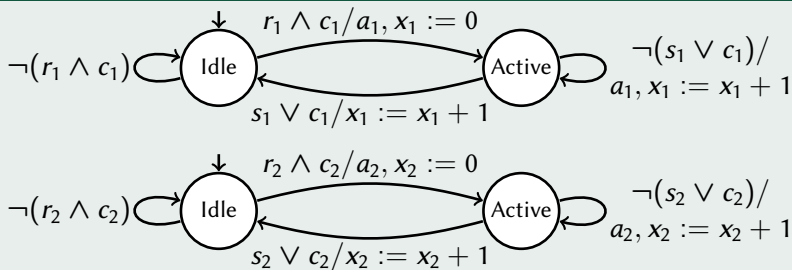 r₁ ∧ c₁/a₁, x₁ := 0
¬(r₁ ∧ c₁) Idle Active ¬(s₁ ∨ c₁)/
a₁, x₁ := x₁ + 1
s₁ ∨ c₁/x₁ := x₁ + 1
r₂ ∧ c₂/a₂, x₂ := 0
¬(r₂ ∧ c₂) Idle Active ¬(s₂ ∨ c₂)/
a₂, x₂ := x₂ + 1
s₂ ∨ c₂/x₂ := x₂ + 1